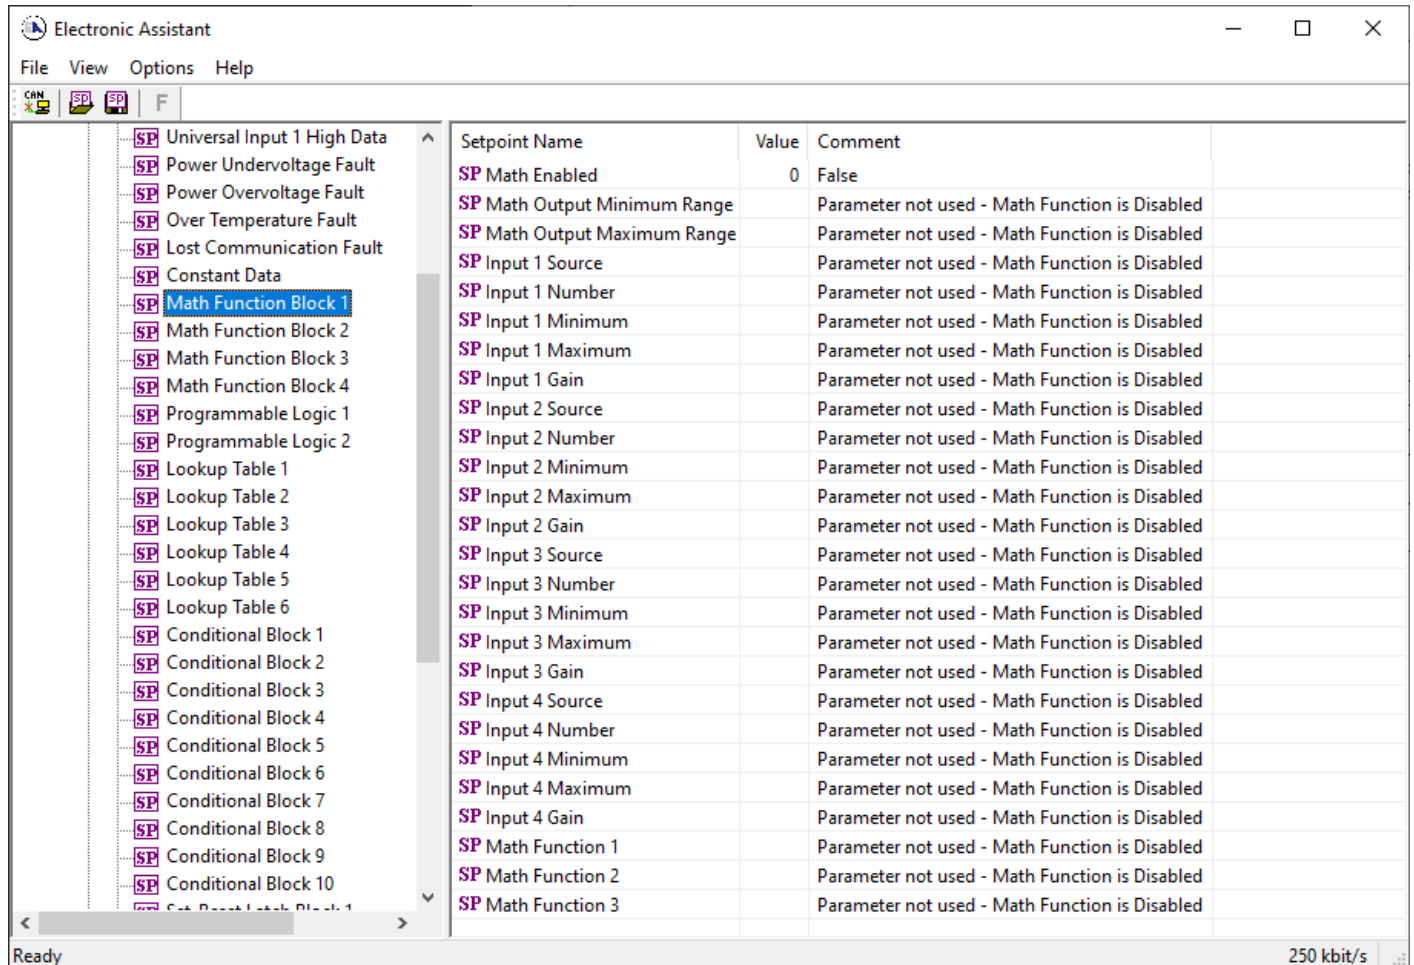 Electronic Assistant
File View Options Help
CAN SP SP F
SP Universal Input 1 High Data
SP Power Undervoltage Fault
SP Power Overvoltage Fault
SP Over Temperature Fault
SP Lost Communication Fault
SP Constant Data
SP Math Function Block 1
SP Math Function Block 2
SP Math Function Block 3
SP Math Function Block 4
SP Programmable Logic 1
SP Programmable Logic 2
SP Lookup Table 1
SP Lookup Table 2
SP Lookup Table 3
SP Lookup Table 4
SP Lookup Table 5
SP Lookup Table 6
SP Conditional Block 1
SP Conditional Block 2
SP Conditional Block 3
SP Conditional Block 4
SP Conditional Block 5
SP Conditional Block 6
SP Conditional Block 7
SP Conditional Block 8
SP Conditional Block 9
SP Conditional Block 10
Setpoint Name Value Comment
SP Math Enabled 0 False
SP Math Output Minimum Range Parameter not used - Math Function is Disabled
SP Math Output Maximum Range Parameter not used - Math Function is Disabled
SP Input 1 Source Parameter not used - Math Function is Disabled
SP Input 1 Number Parameter not used - Math Function is Disabled
SP Input 1 Minimum Parameter not used - Math Function is Disabled
SP Input 1 Maximum Parameter not used - Math Function is Disabled
SP Input 1 Gain Parameter not used - Math Function is Disabled
SP Input 2 Source Parameter not used - Math Function is Disabled
SP Input 2 Number Parameter not used - Math Function is Disabled
SP Input 2 Minimum Parameter not used - Math Function is Disabled
SP Input 2 Maximum Parameter not used - Math Function is Disabled
SP Input 2 Gain Parameter not used - Math Function is Disabled
SP Input 3 Source Parameter not used - Math Function is Disabled
SP Input 3 Number Parameter not used - Math Function is Disabled
SP Input 3 Minimum Parameter not used - Math Function is Disabled
SP Input 3 Maximum Parameter not used - Math Function is Disabled
SP Input 3 Gain Parameter not used - Math Function is Disabled
SP Input 4 Source Parameter not used - Math Function is Disabled
SP Input 4 Number Parameter not used - Math Function is Disabled
SP Input 4 Minimum Parameter not used - Math Function is Disabled
SP Input 4 Maximum Parameter not used - Math Function is Disabled
SP Input 4 Gain Parameter not used - Math Function is Disabled
SP Math Function 1 Parameter not used - Math Function is Disabled
SP Math Function 2 Parameter not used - Math Function is Disabled
SP Math Function 3 Parameter not used - Math Function is Disabled
Ready 250 kbit/s